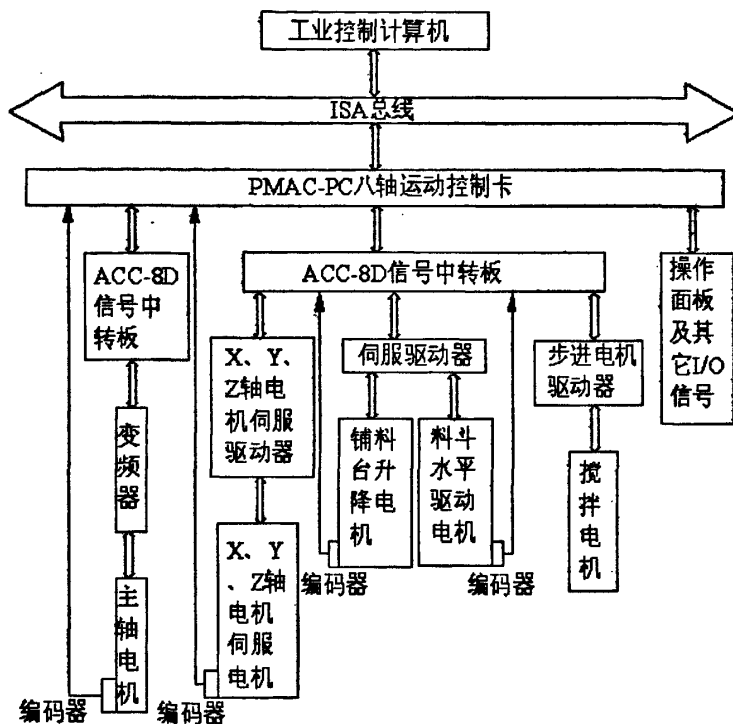 工业控制计算机
ISA总线
PMAC-PC八轴运动控制卡
ACC-8D
信号中
转板
变
频
器
主
轴
电
机
编码器
ACC-8D信号中转板
X、Y、
Z轴电
机伺服
驱动器
X、Y
、Z轴
电机
伺服
电机
编码器
伺服驱动器
铺料
台升
降电
机
编码器
料斗
水平
驱动
电机
编码器
步进电机
驱动器
搅
拌
电
机
操作
面板
及其
它I/O
信号